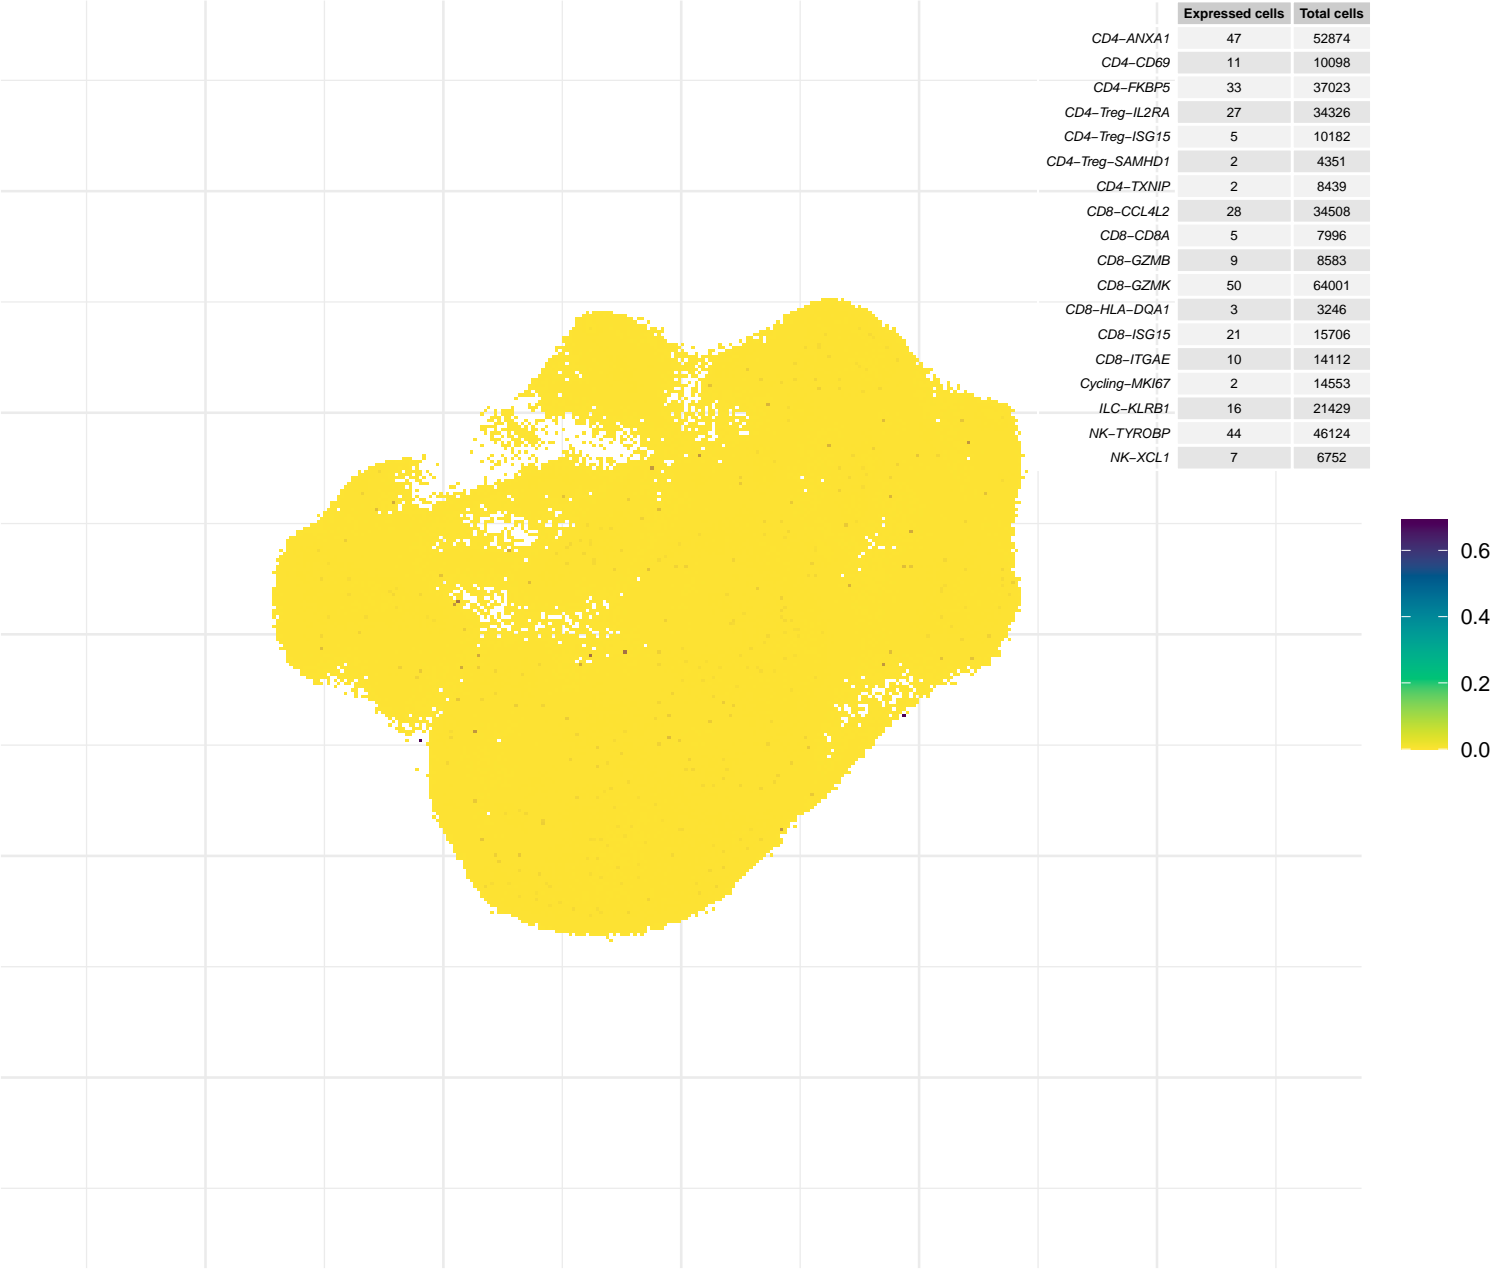 Expressed cells Total cells
CD4−ANXA1 47 52874
CD4−CD69 11 10098
CD4−FKBP5 33 37023
CD4−Treg−IL2RA 27 34326
CD4−Treg−ISG15 5 10182
CD4−Treg−SAMHD1 2 4351
CD4−TXNIP 2 8439
CD8−CCL4L2 28 34508
CD8−CD8A 5 7996
CD8−GZMB 9 8583
CD8−GZMK 50 64001
CD8−HLA−DQA1 3 3246
CD8−ISG15 21 15706
CD8−ITGAE 10 14112
Cycling−MKI67 2 14553
ILC−KLRB1 16 21429
NK−TYROBP 44 46124
NK−XCL1 7 6752
0.6
0.4
0.2
0.0